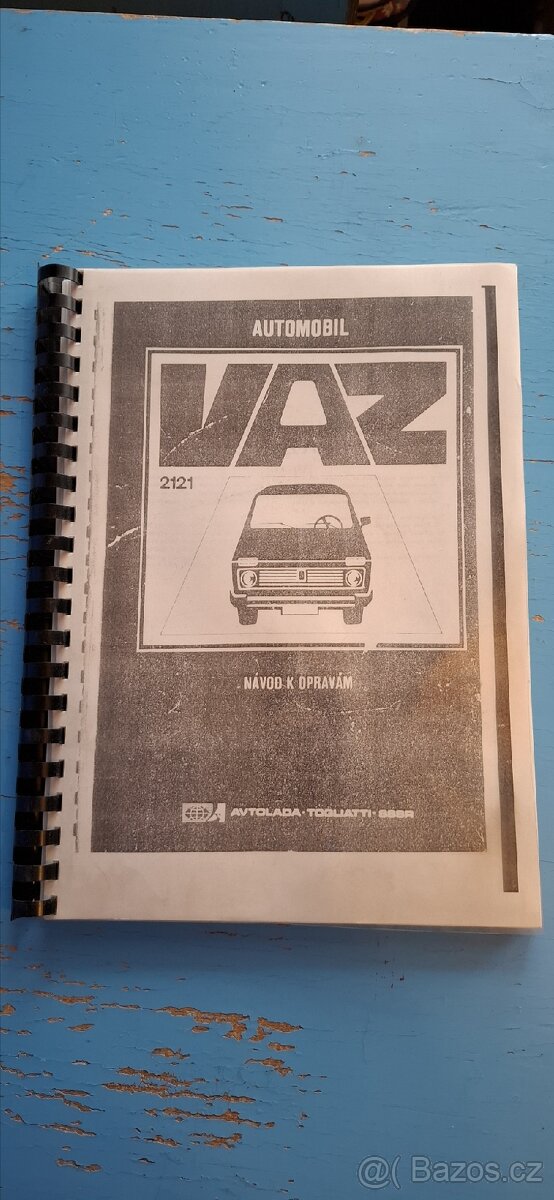 AUTOMOBIL
VAZ
2121
NÁVOD K OPRAVÁM
AVTOLADA · TOGLIATTI · SSSR
@( Bazos.cz